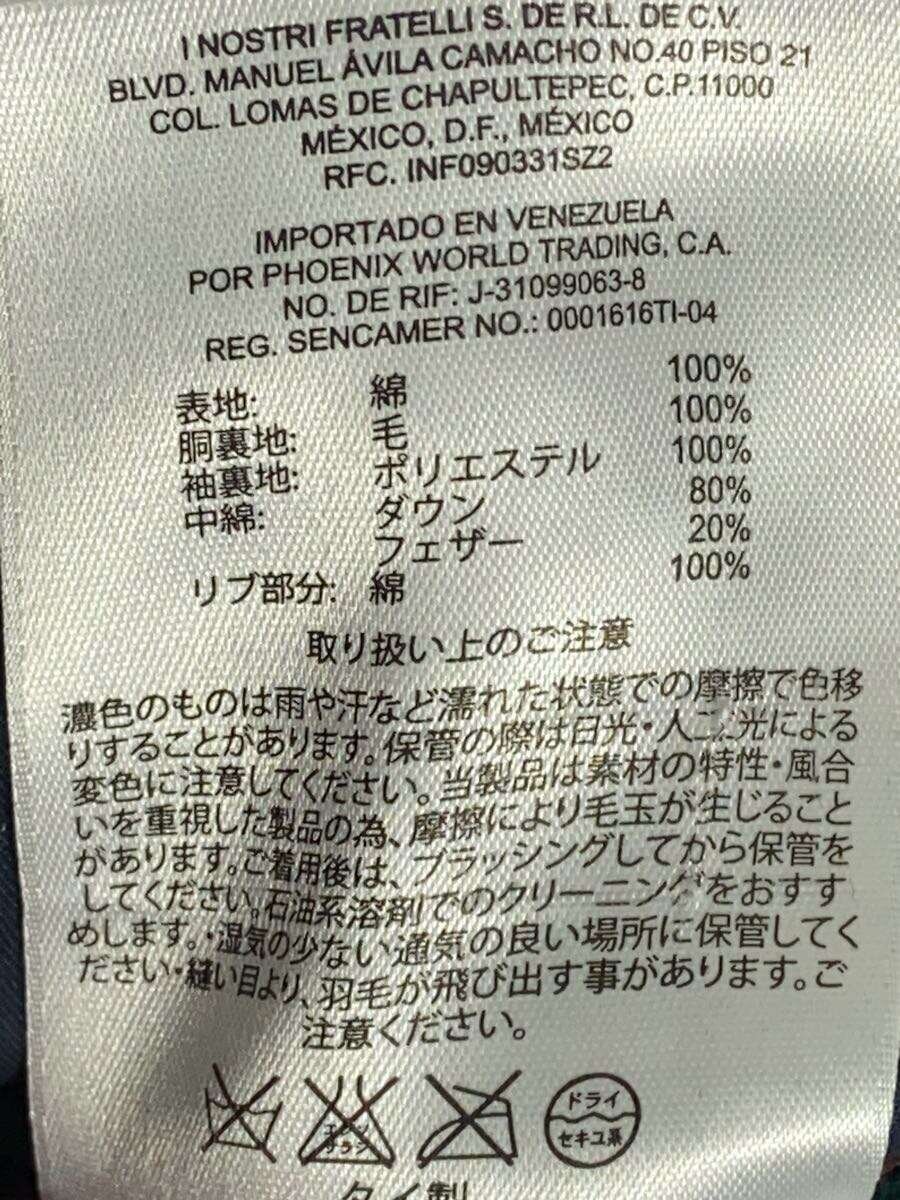 I NOSTRI FRATELLI S. DE R.L. DE C.V.
BLVD. MANUEL ÁVILA CAMACHO NO.40 PISO 21
COL. LOMAS DE CHAPULTEPEC, C.P.11000
MÉXICO, D.F., MÉXICO
RFC. INF090331SZ2
IMPORTADO EN VENEZUELA
POR PHOENIX WORLD TRADING, C.A.
NO. DE RIF: J-31099063-8
REG. SENCAMER NO.: 0001616TI-04
表地: 綿 100%
胴裏地: 毛 100%
袖裏地: ポリエステル 100%
中綿: ダウン 80%
フェザー 20%
リブ部分: 綿 100%
取り扱い上のご注意
濃色のものは雨や汗など濡れた状態での摩擦で色移
りすることがあります。保管の際は日光・人工光による
変色に注意してください。当製品は素材の特性・風合
いを重視した製品の為、摩擦により毛玉が生じること
があります。ご着用後は、ブラッシングしてから保管を
してください。石油系溶剤でのクリーニングをおすす
めします。・湿気の少ない通気の良い場所に保管してく
ださい・縫い目より、羽毛が飛び出す事があります。ご
注意ください。
エンソ
サラシ
ドライ
セキユ系
タイ製